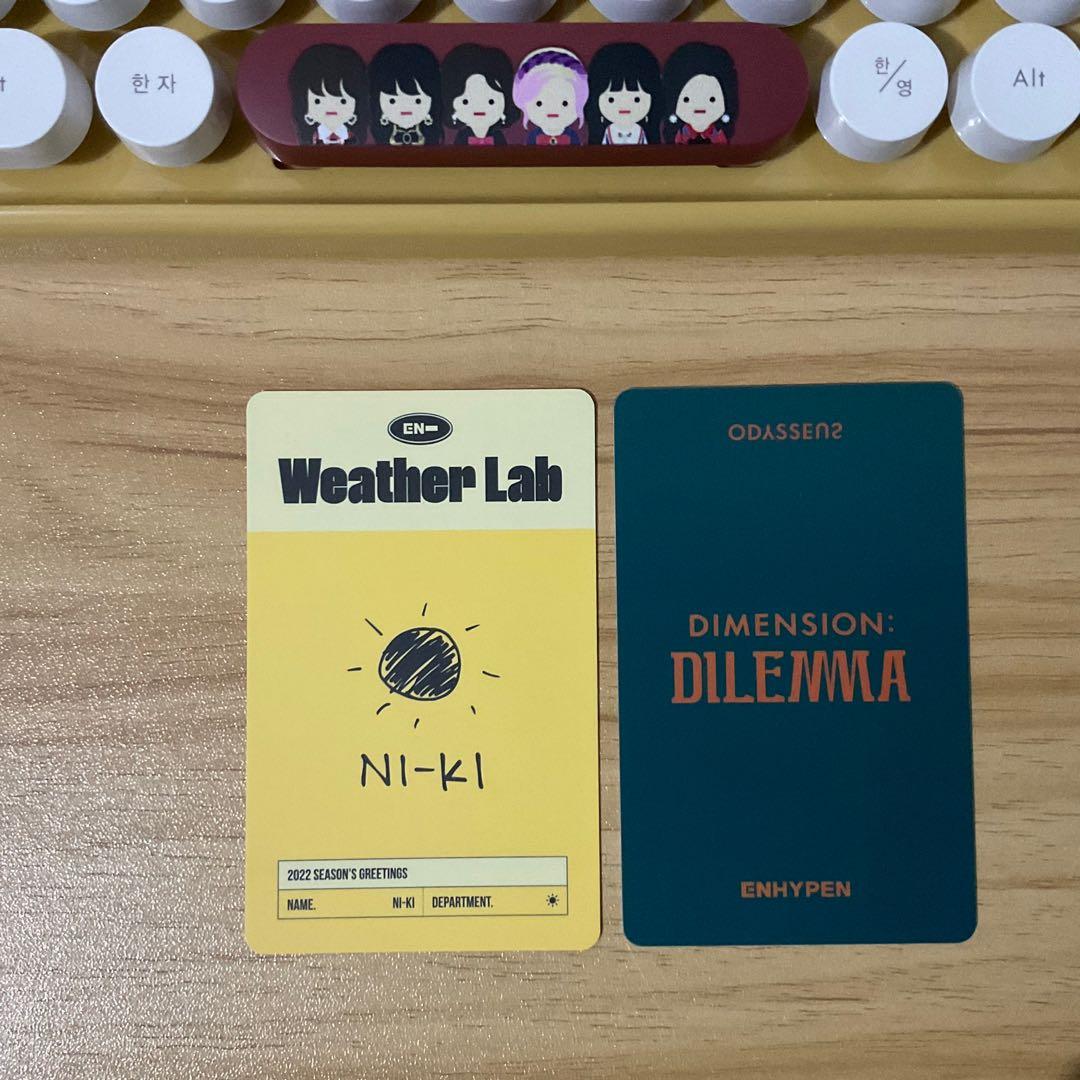 t
한자
한/영
Alt
EN-
Weather Lab
NI-KI
2022 SEASON'S GREETINGS
NAME. NI-KI DEPARTMENT.
ODYSSEUS
DIMENSION:
DILEMMA
ENHYPEN